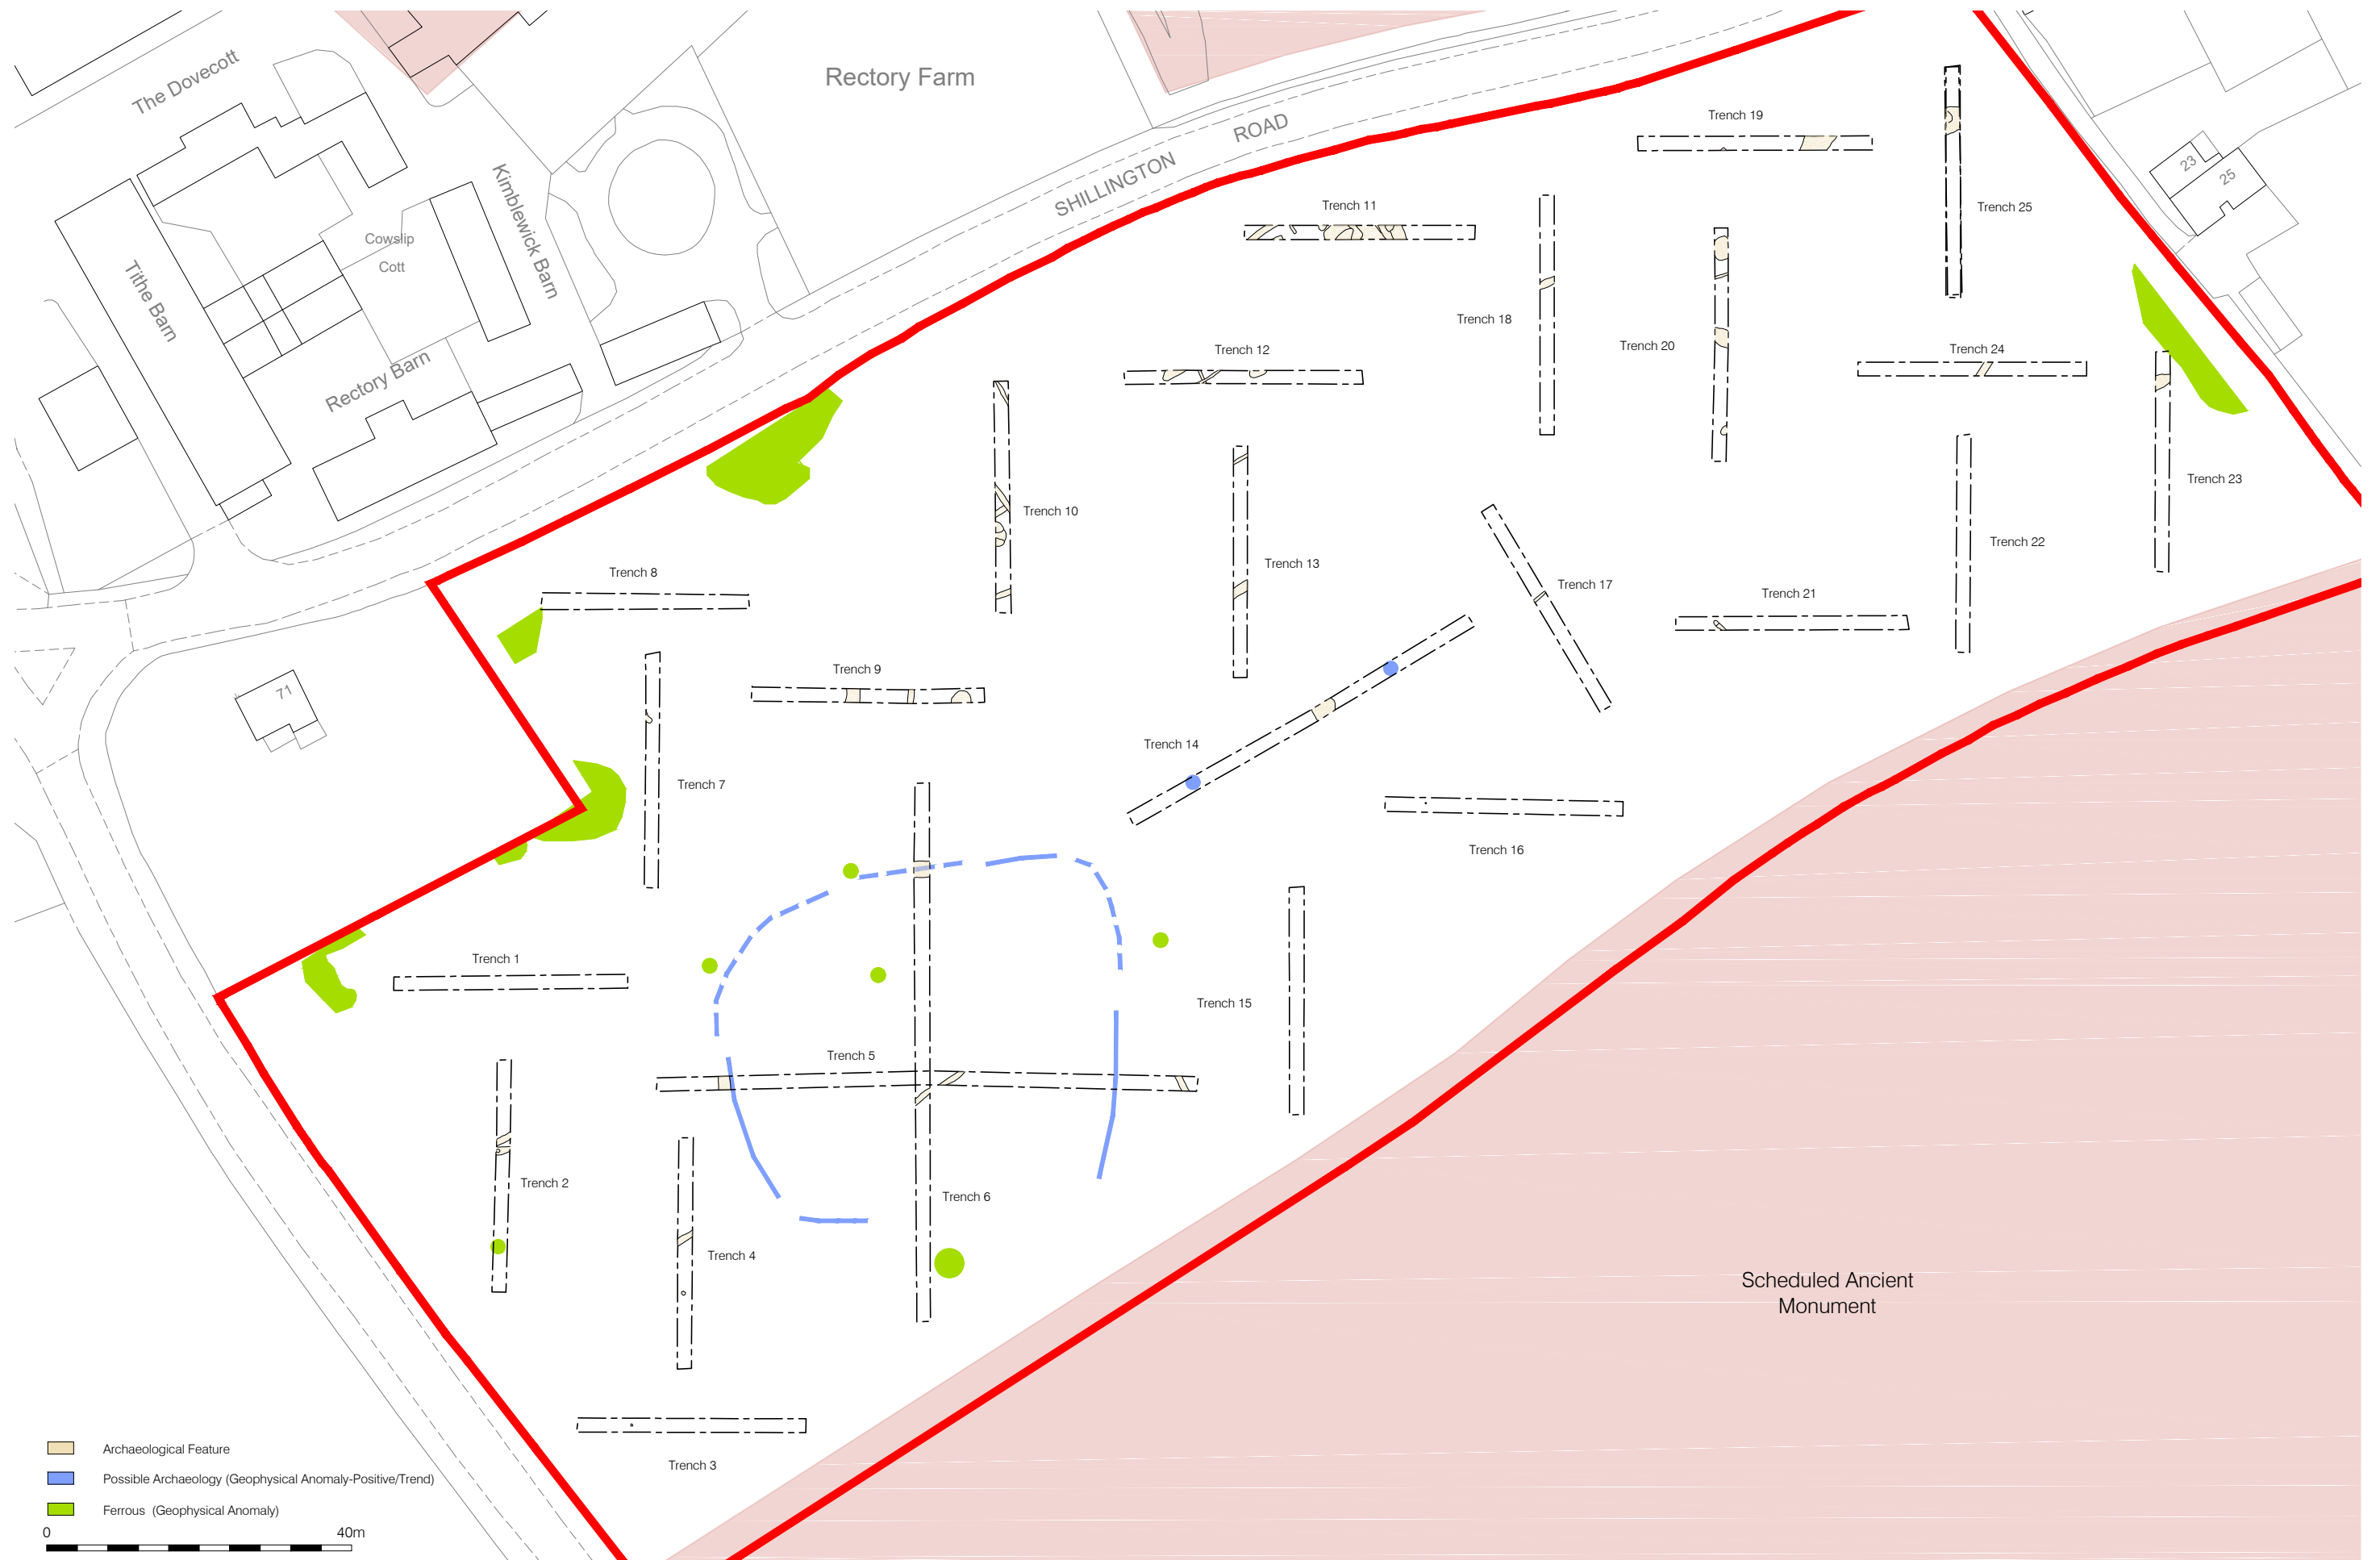 The Dovecott
Rectory Farm
SHILLINGTON ROAD
Kimblewick Barn
Cowslip
Cott
Tithe Barn
Rectory Barn
23
25
71
Trench 19
Trench 25
Trench 11
Trench 18
Trench 20
Trench 12
Trench 24
Trench 10
Trench 23
Trench 22
Trench 13
Trench 8
Trench 17
Trench 21
Trench 9
Trench 14
Trench 7
Trench 16
Trench 1
Trench 15
Trench 5
Trench 2
Trench 6
Trench 4
Trench 3
Scheduled Ancient
Monument
Archaeological Feature
Possible Archaeology (Geophysical Anomaly-Positive/Trend)
Ferrous (Geophysical Anomaly)
0 40m